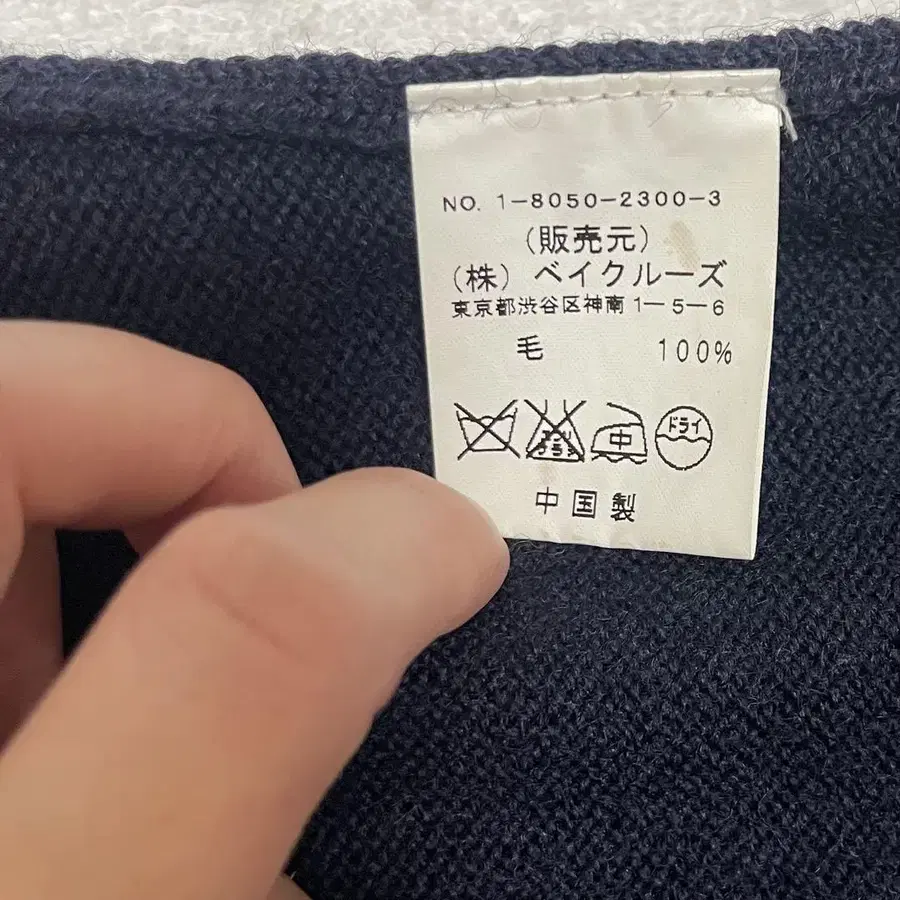 NO. 1-8050-2300-3
(販売元)
(株) ベイクルーズ
東京都渋谷区神南1-5-6
毛 100%
中 ドライ
中国製